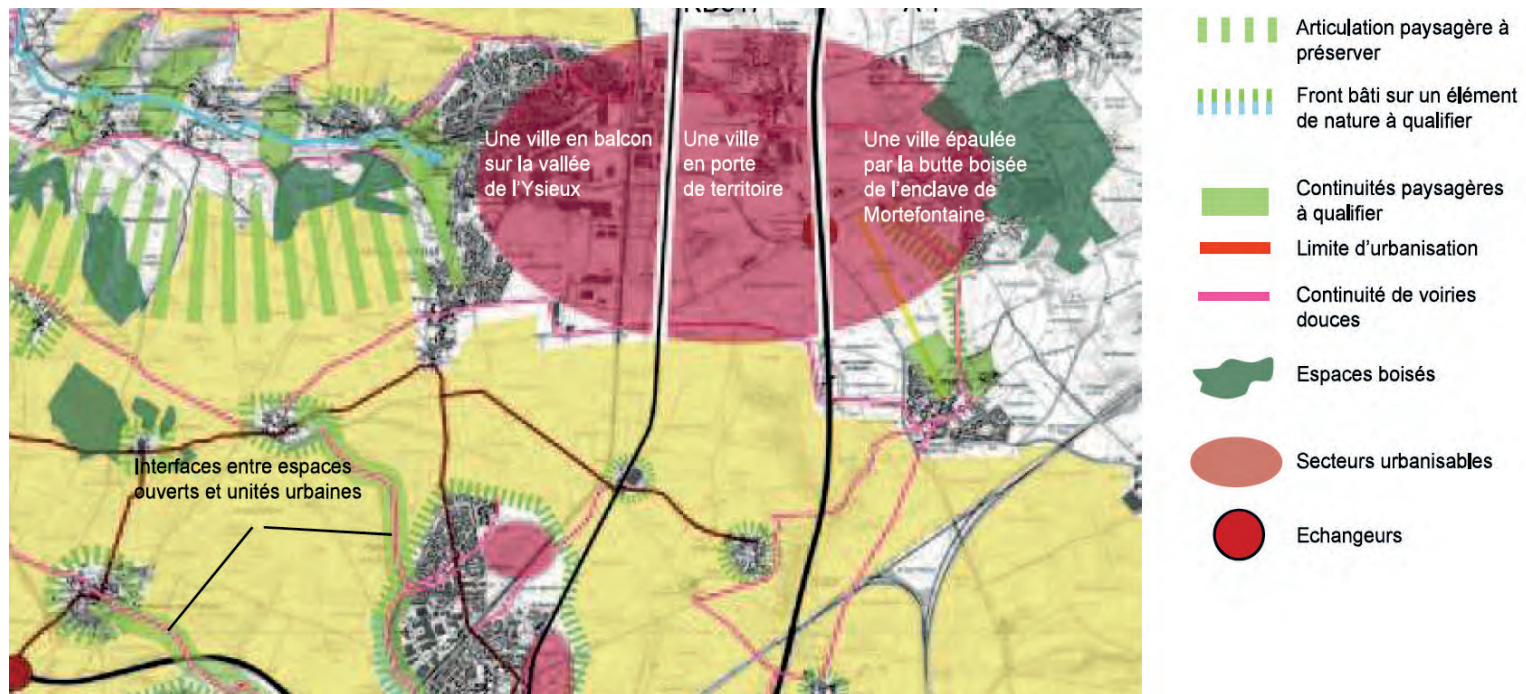 Une ville en balcon
sur la vallée
de l'Ysieux
Une ville
en porte
de territoire
Une ville épaulée
par la butte boisée
de l'enclave de
Mortefontaine
Interfaces entre espaces
ouverts et unités urbaines
Articulation paysagère à
préserver
Front bâti sur un élément
de nature à qualifier
Continuités paysagères
à qualifier
Limite d'urbanisation
Continuité de voiries
douces
Espaces boisés
Secteurs urbanisables
Echangeurs